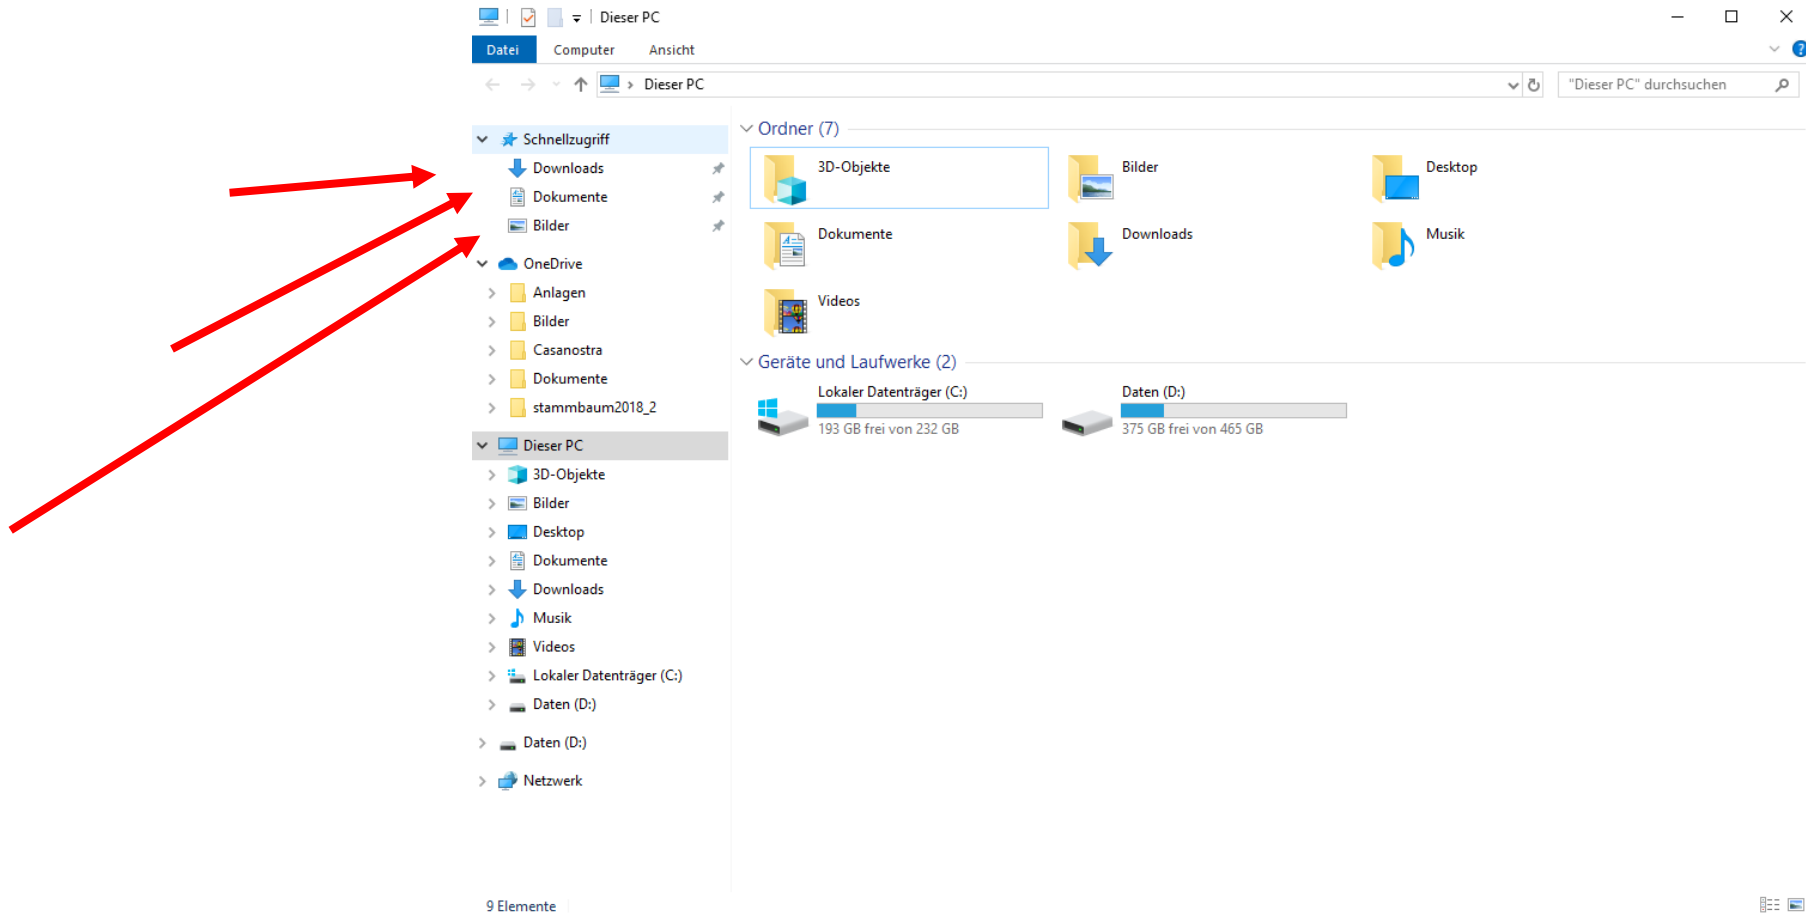 Dieser PC
Datei Computer Ansicht
Dieser PC "Dieser PC" durchsuchen
Schnellzugriff
Downloads
Dokumente
Bilder
OneDrive
Anlagen
Bilder
Casanostra
Dokumente
stammbaum2018_2
Dieser PC
3D-Objekte
Bilder
Desktop
Dokumente
Downloads
Musik
Videos
Lokaler Datenträger (C:)
Daten (D:)
Daten (D:)
Netzwerk
Ordner (7)
3D-Objekte Bilder Desktop
Dokumente Downloads Musik
Videos
Geräte und Laufwerke (2)
Lokaler Datenträger (C:) Daten (D:)
193 GB frei von 232 GB 375 GB frei von 465 GB
9 Elemente